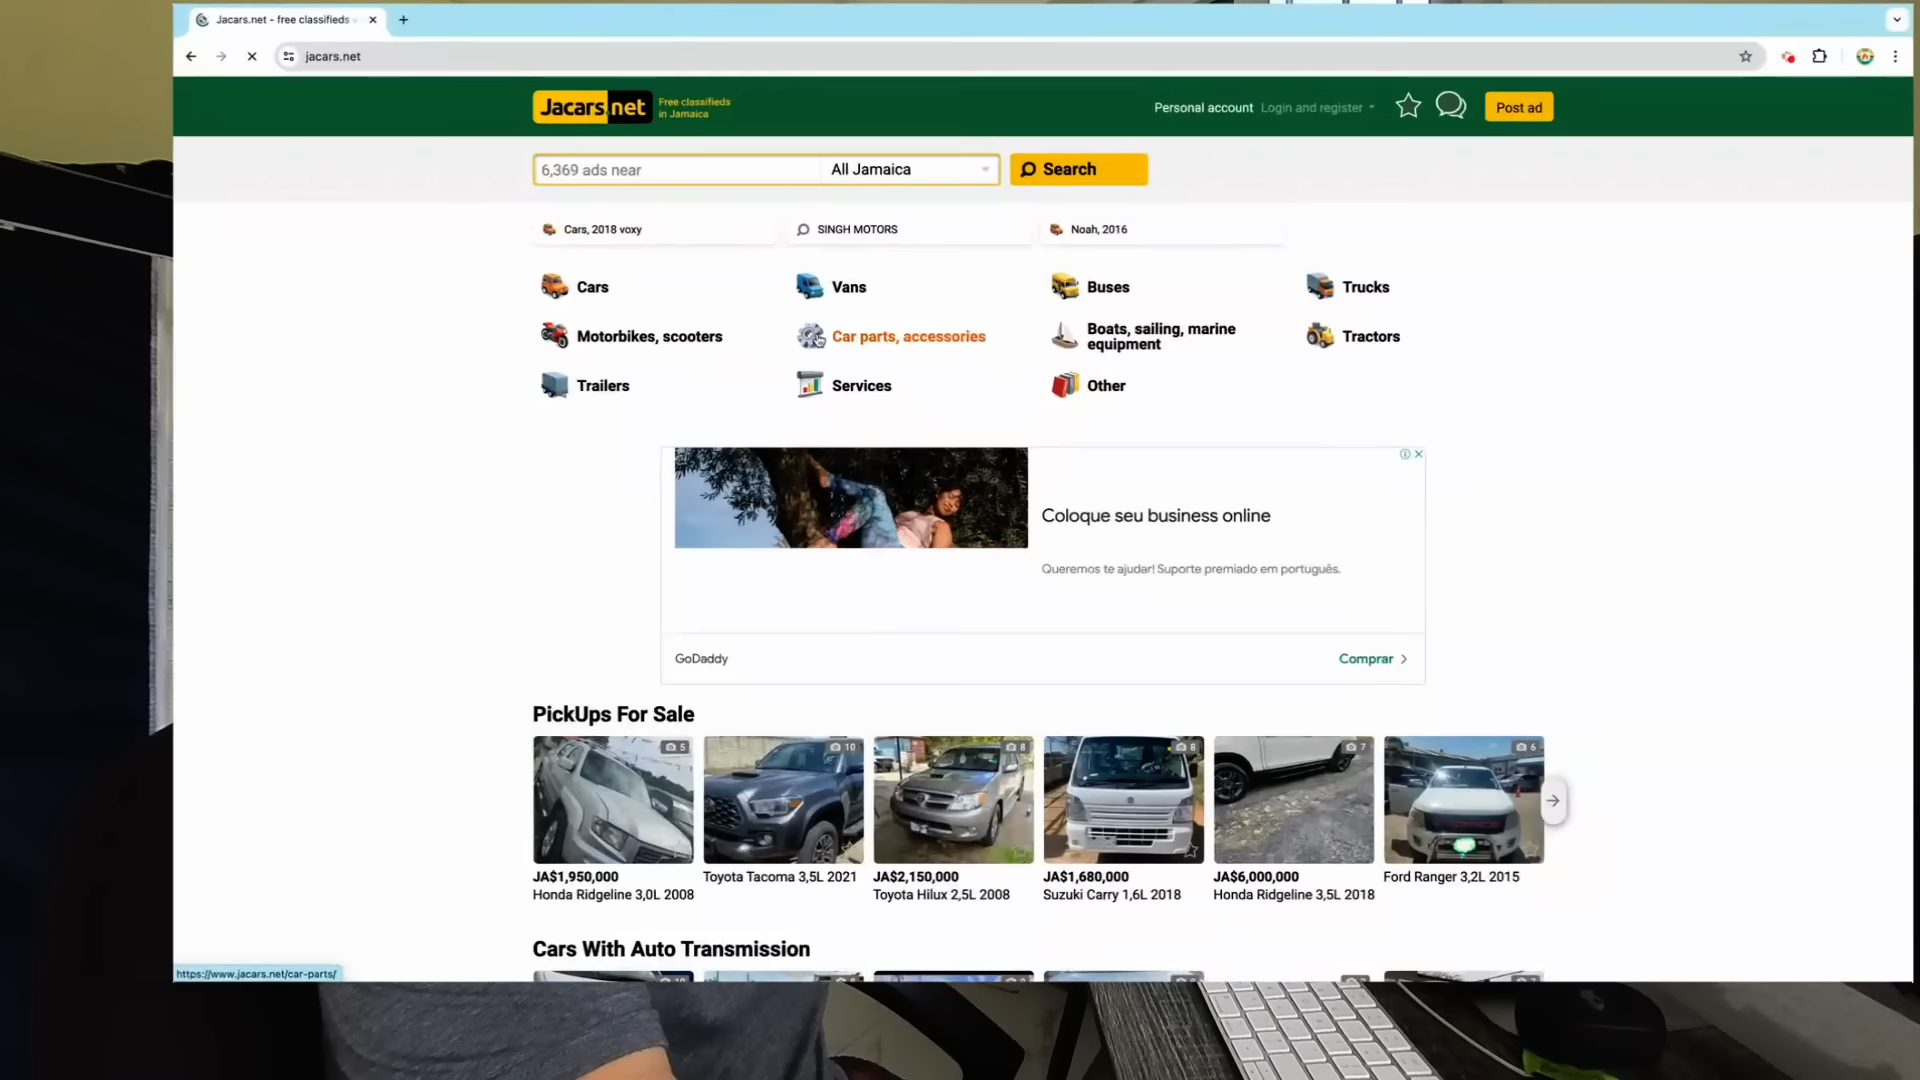 Jacars.net - free classifieds
jacars.net
Jacars.net
Free classifieds
in Jamaica
Personal account
Login and register
Post ad
6,369 ads near
All Jamaica
Search
Cars, 2018 voxy
SINGH MOTORS
Noah, 2016
Cars
Vans
Buses
Trucks
Motorbikes, scooters
Car parts, accessories
Boats, sailing, marine
equipment
Tractors
Trailers
Services
Other
Coloque seu business online
Queremos te ajudar! Suporte premiado em português.
GoDaddy
Comprar
PickUps For Sale
5
10
8
8
7
6
JA$1,950,000
Honda Ridgeline 3,0L 2008
Toyota Tacoma 3,5L 2021
JA$2,150,000
Toyota Hilux 2,5L 2008
JA$1,680,000
Suzuki Carry 1,6L 2018
JA$6,000,000
Honda Ridgeline 3,5L 2018
Ford Ranger 3,2L 2015
Cars With Auto Transmission
https://www.jacars.net/car-parts/